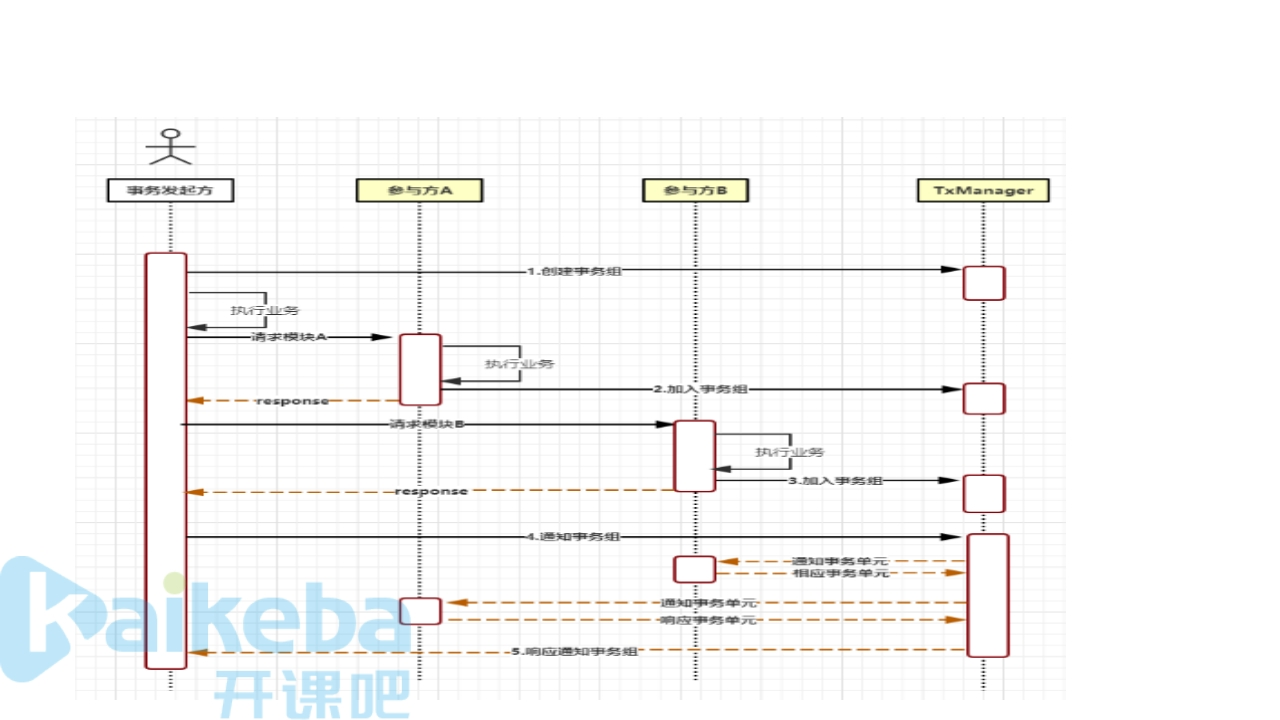 事务发起方
参与方A
参与方B
TxManager
1.创建事务组
执行业务
请求模块A
执行业务
2.加入事务组
response
请求模块B
执行业务
3.加入事务组
response
4.通知事务组
通知事务单元
相应事务单元
通知事务单元
响应事务单元
5.响应通知事务组
kaikeba
开课吧